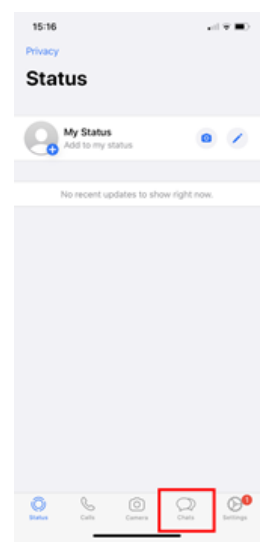 15:16
Privacy
Status
My Status
Add to my status
No recent updates to show right now.
1
Status Calls Camera Chats Settings